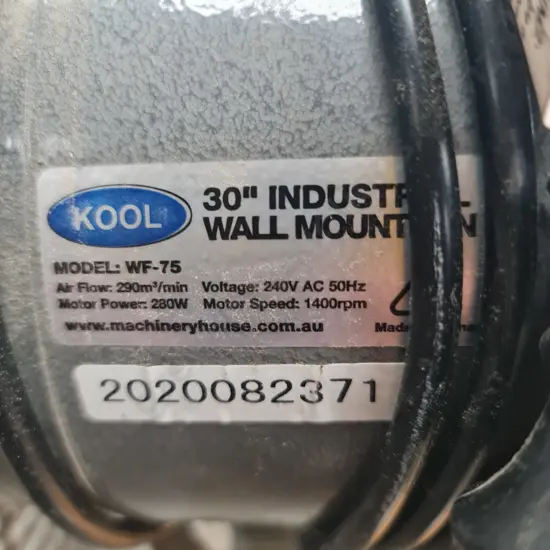 KOOL
30" INDUST
WALL MOUNT
MODEL: WF-75
Air Flow: 290m³/min Voltage: 240V AC 50Hz
Motor Power: 280W Motor Speed: 1400rpm
www.machineryhouse.com.au
2020082371